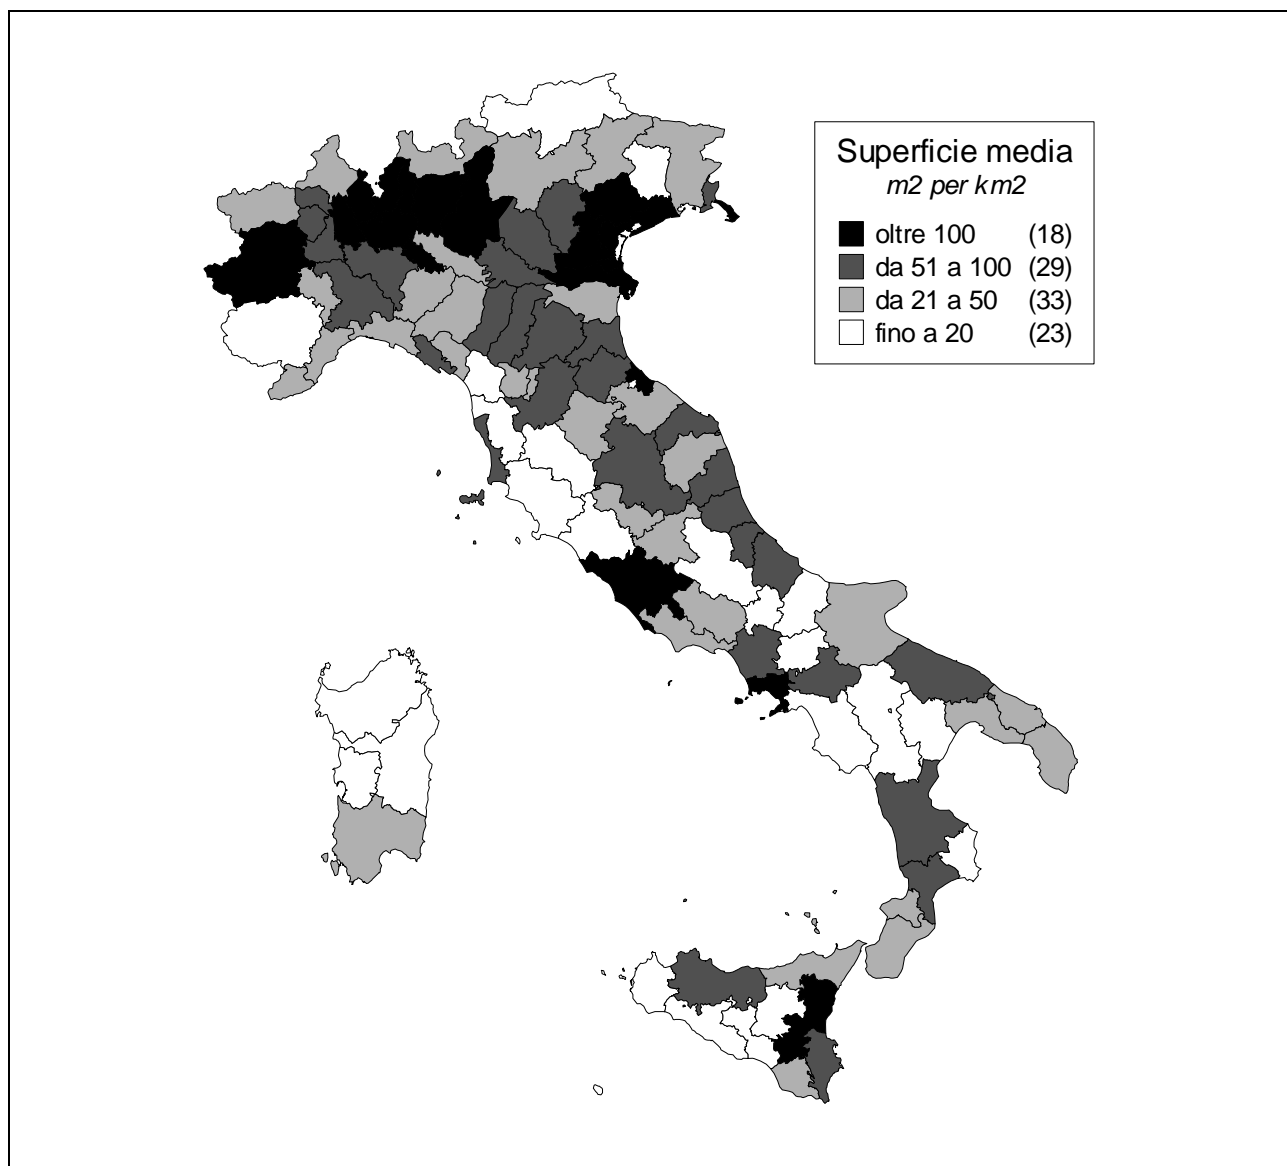 Superficie media
m2 per km2
oltre 100 (18)
da 51 a 100 (29)
da 21 a 50 (33)
fino a 20 (23)